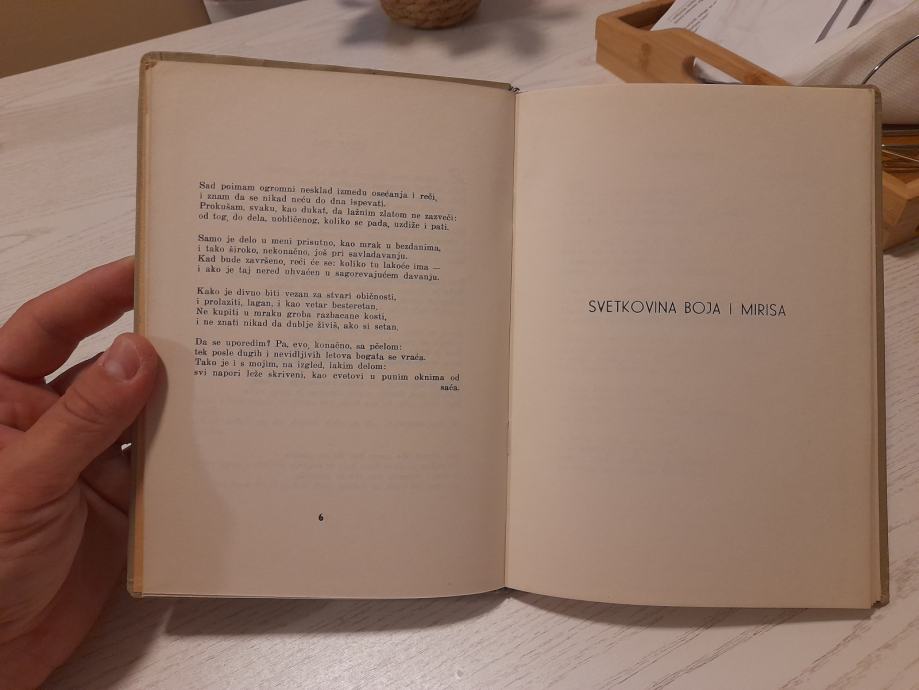 Sad poimam ogromni nesklad između osećanja i reči,
i znam da se nikad neću do dna ispevati.
Prokušam, svaku, kao dukat, da lažnim zlatom ne zazveči:
od tog, do dela, uobličenog, koliko se pada, uzdiže i pati.
Samo je delo u meni prisutno, kao mrak u bezdanima,
i tako široko, nekonačno, još pri savlađavanju.
Kad bude završeno, reći će se: koliko tu lakoće ima —
i ako je taj nered ohvaćen u sagorevajućem davanju.
Kako je divno biti vezan za stvari običnosti,
i prolaziti, lagan, i kao vetar besteretan.
Ne kupiti u mraku groba razbacane kosti,
i ne znati nikad da dublje živiš, ako si setan.
Da se uporedim? Pa, evo, konačno, sa pčelom:
tek posle dugih i nevidljivih letova bogata se vraća.
Tako je i s mojim, na izgled, lakim delom:
svi napori leže skriveni, kao cvetovi u punim oknima od
saća.
6
SVETKOVINA BOJA I MIRISA